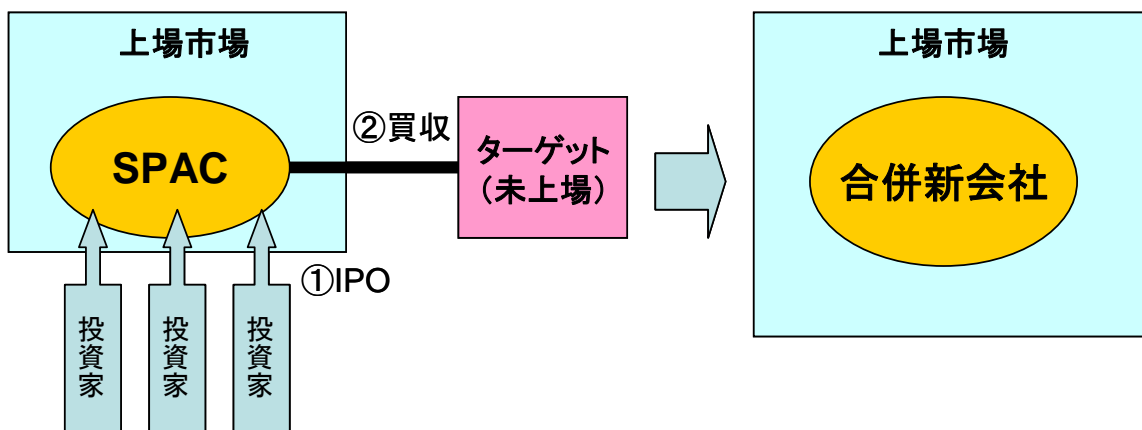 上場市場
SPAC
②買収
ターゲット
(未上場)
①IPO
投資家
投資家
投資家
上場市場
合併新会社